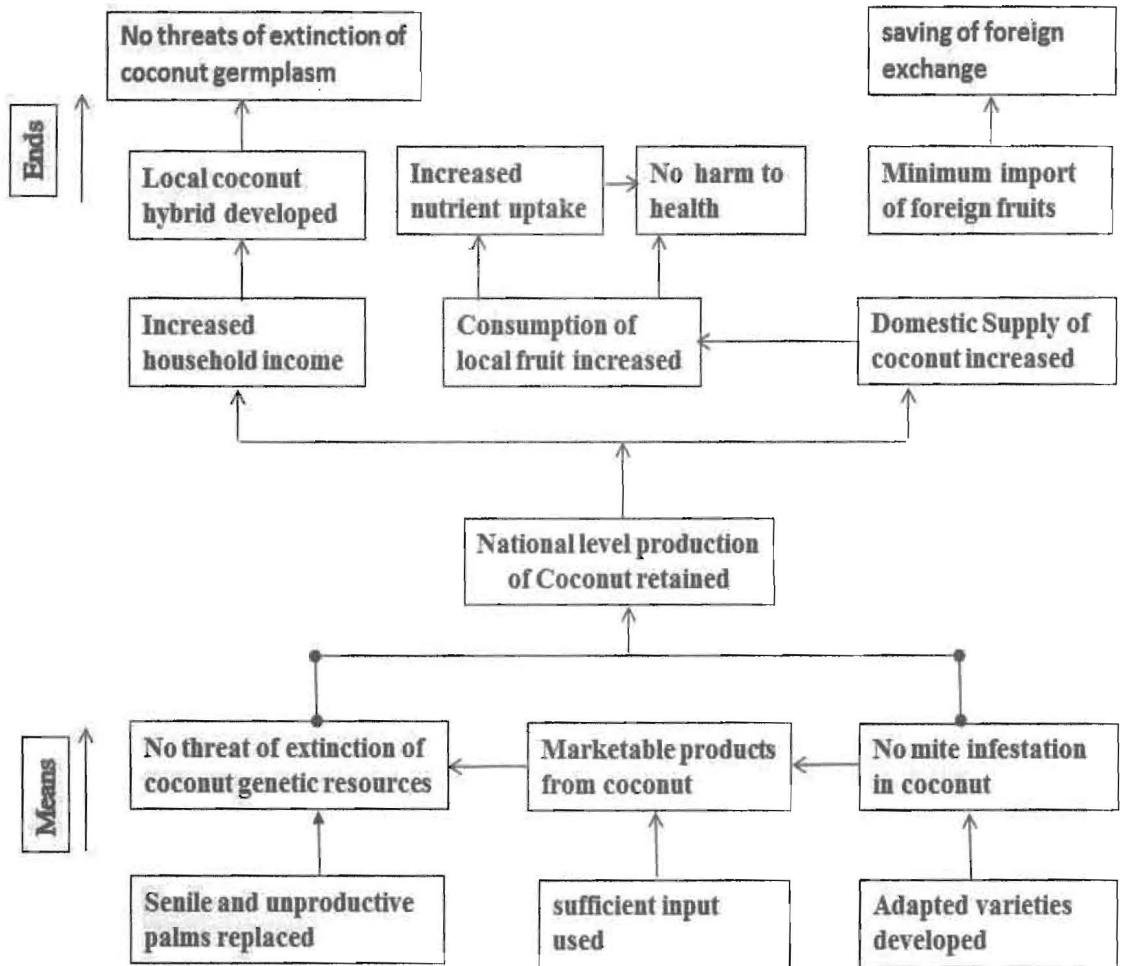 No threats of extinction of
coconut germplasm
saving of foreign
exchange
Ends
Local coconut
hybrid developed
Increased
nutrient uptake
No harm to
health
Minimum import
of foreign fruits
Increased
household income
Consumption of
local fruit increased
Domestic Supply of
coconut increased
National level production
of Coconut retained
Means
No threat of extinction of
coconut genetic resources
Marketable products
from coconut
No mite infestation
in coconut
Senile and unproductive
palms replaced
sufficient input
used
Adapted varieties
developed